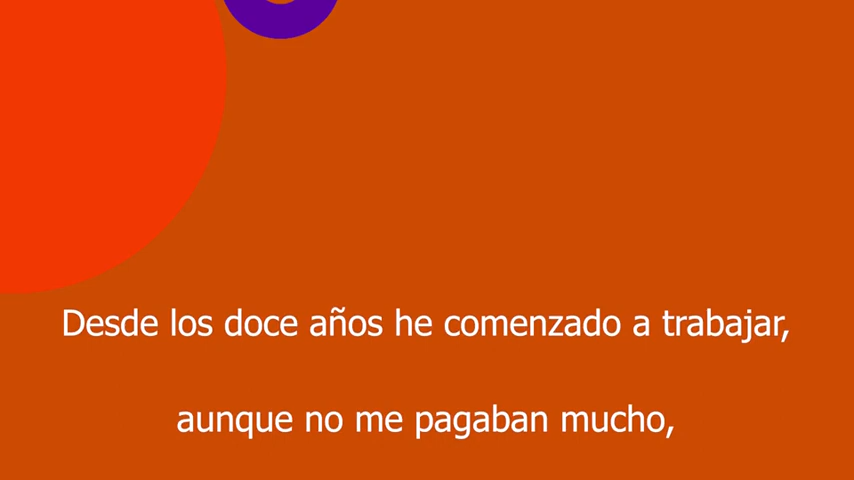 Desde los doce años he comenzado a trabajar,
aunque no me pagaban mucho,